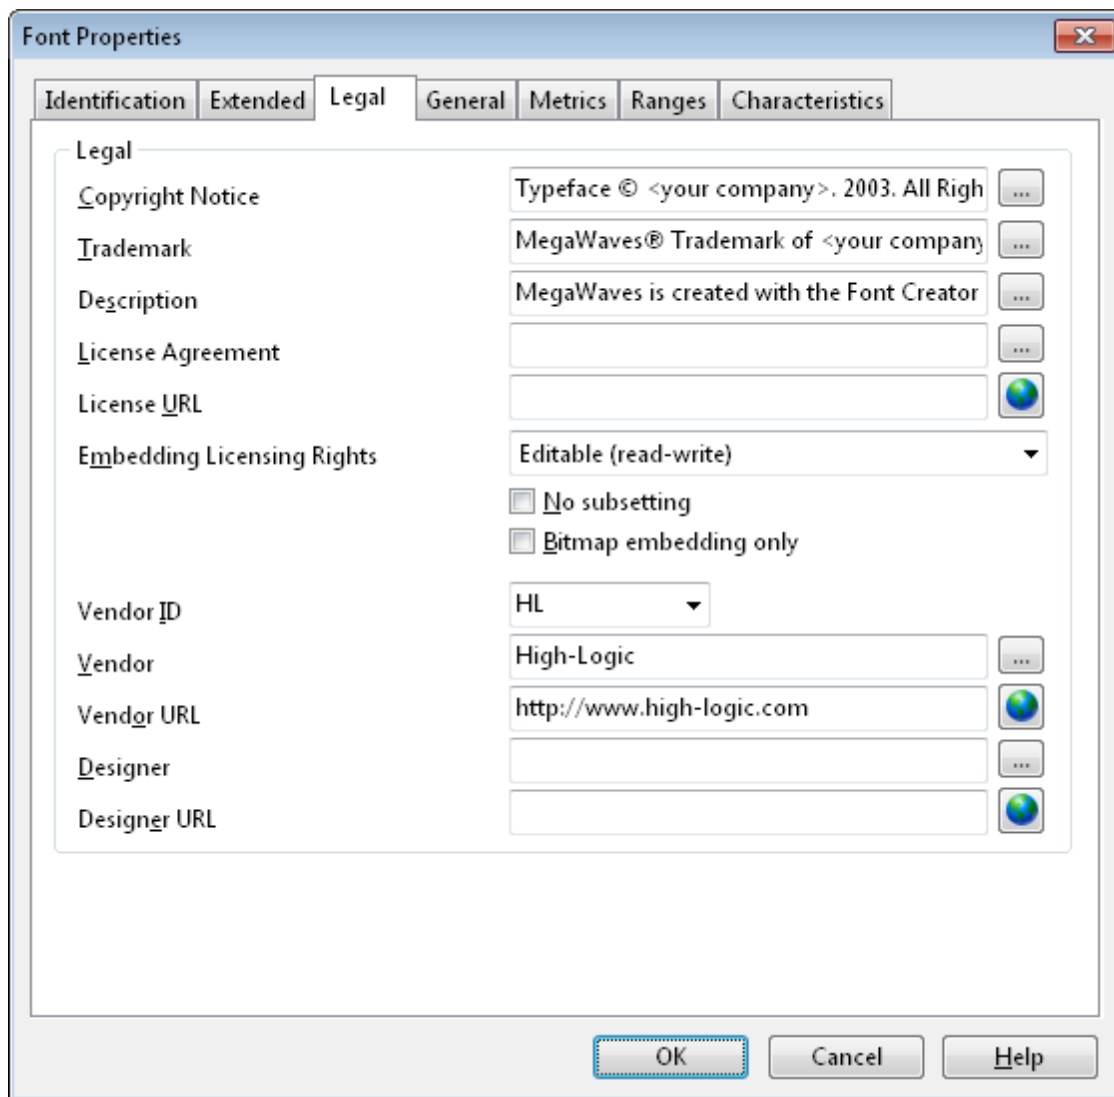 Font Properties
Identification Extended Legal General Metrics Ranges Characteristics
Legal
Copyright Notice Typeface © <your company>. 2003. All Righ ...
Trademark MegaWaves® Trademark of <your company ...
Description MegaWaves is created with the Font Creator ...
License Agreement ...
License URL
Embedding Licensing Rights Editable (read-write)
No subsetting
Bitmap embedding only
Vendor ID HL
Vendor High-Logic ...
Vendor URL http://www.high-logic.com
Designer ...
Designer URL
OK Cancel Help